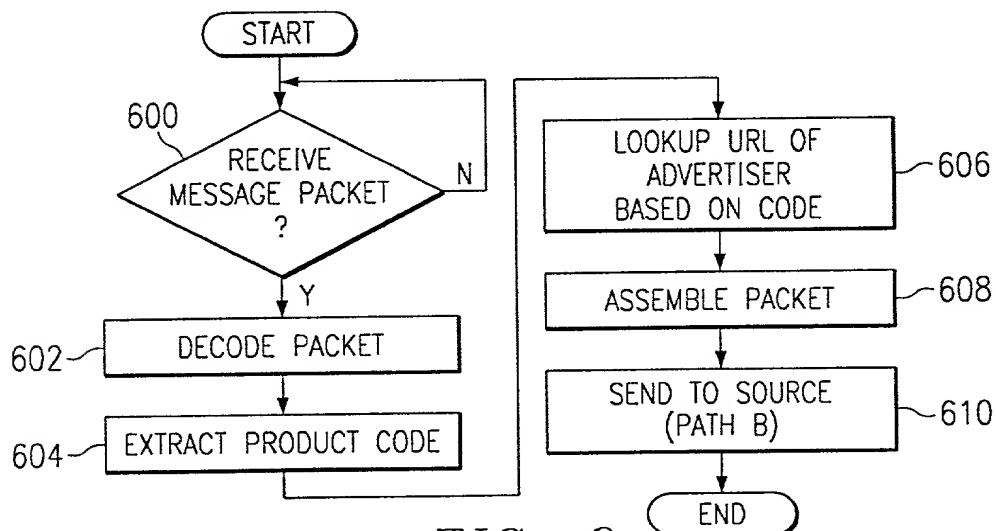 START
600
RECEIVE
MESSAGE PACKET
?
N
Y
602
DECODE PACKET
604
EXTRACT PRODUCT CODE
LOOKUP URL OF
ADVERTISER
BASED ON CODE
606
ASSEMBLE PACKET
608
SEND TO SOURCE
(PATH B)
610
END